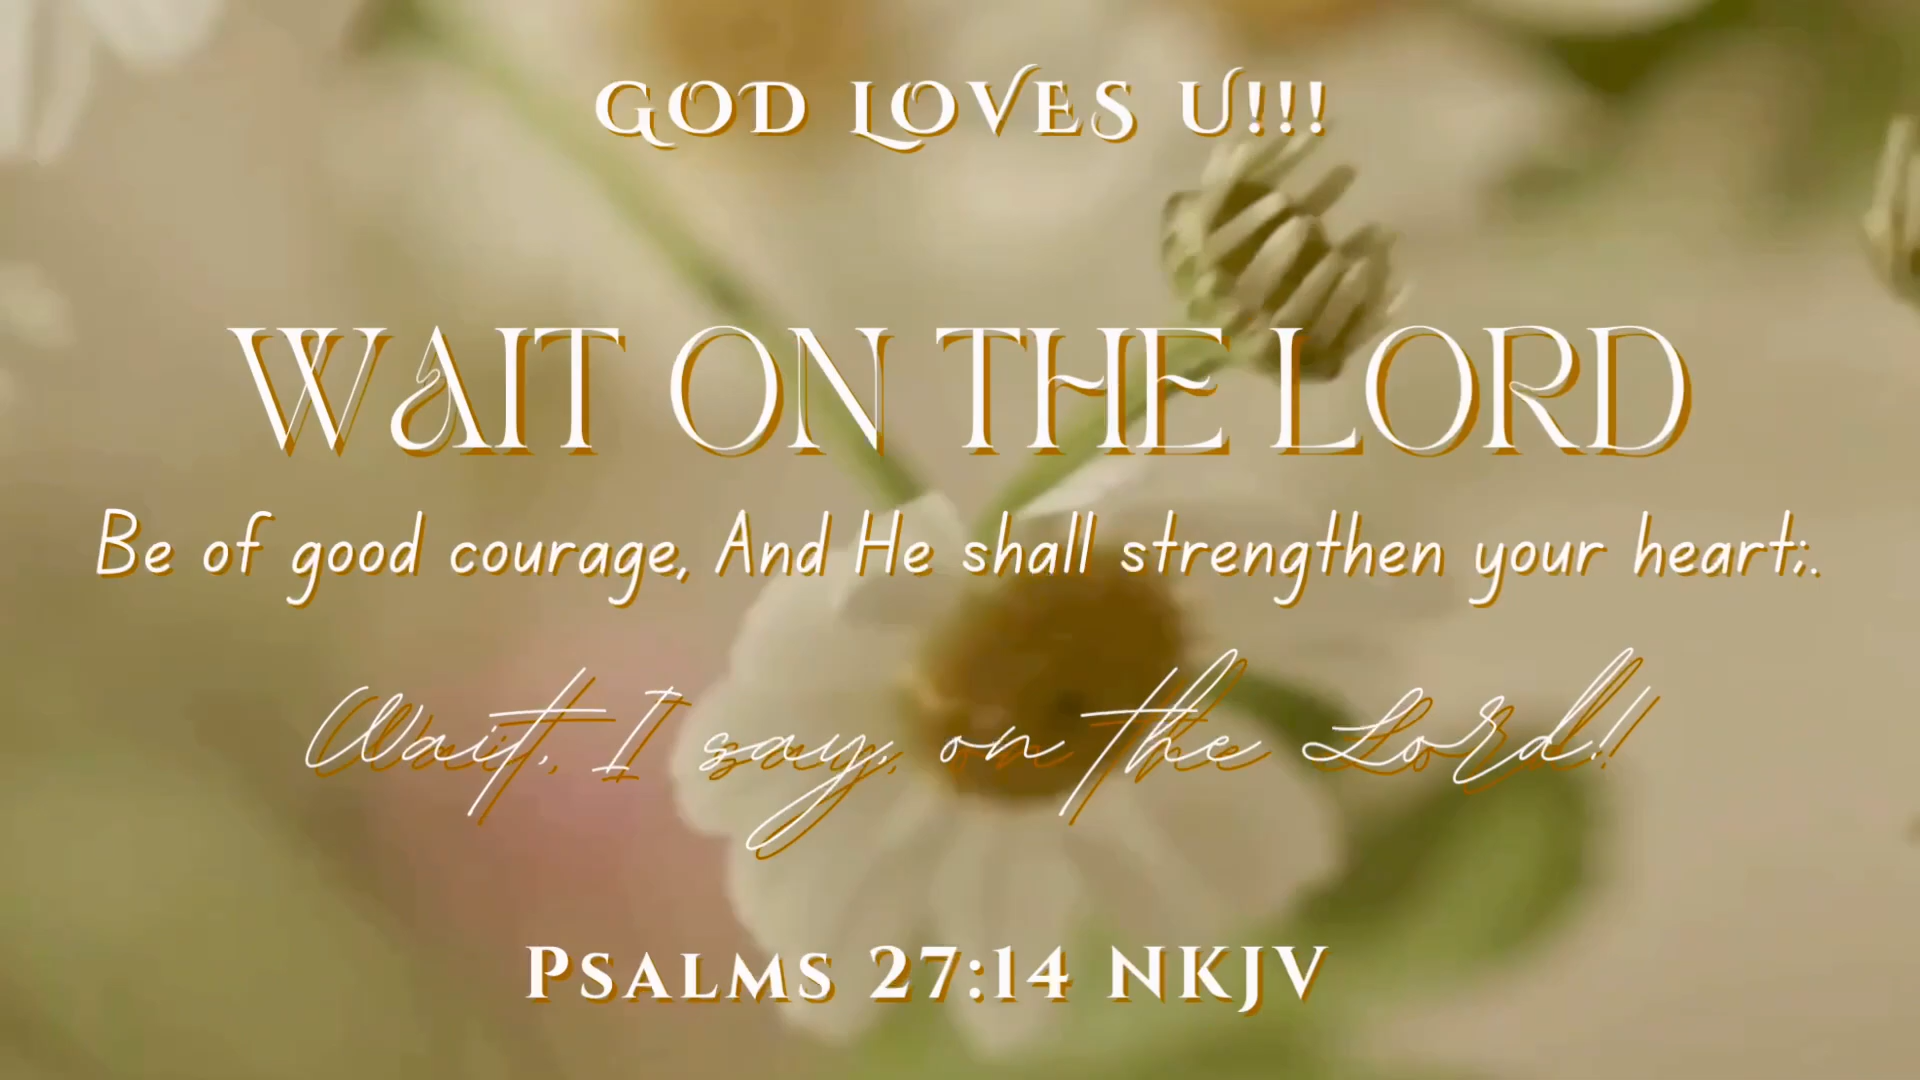 GOD LOVES U!!!
WAIT ON THE LORD
Be of good courage, And He shall strengthen your heart;.
Wait, I say, on the Lord!!
PSALMS 27:14 NKJV